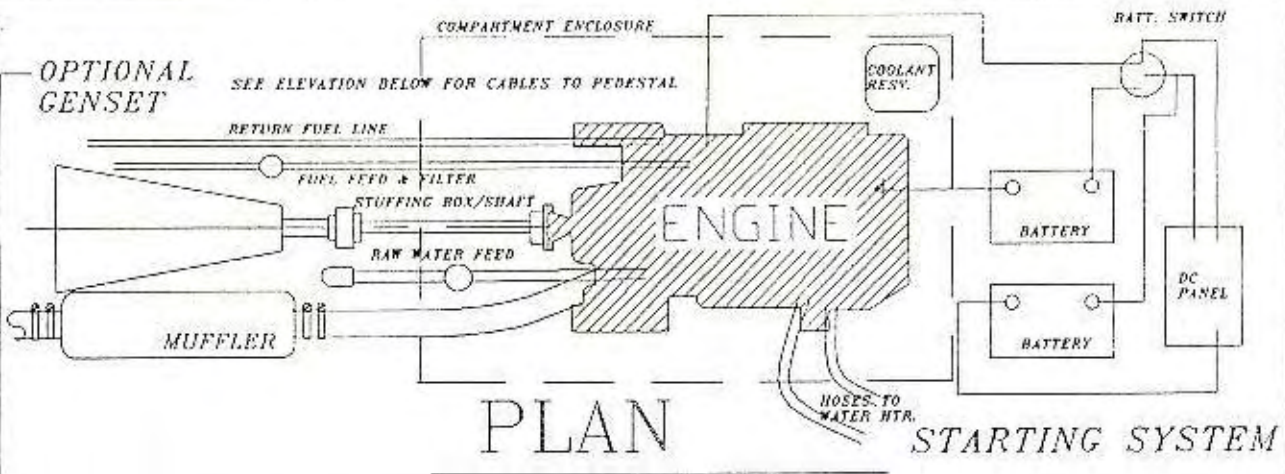 BATT. SWITCH
COMPARTMENT ENCLOSURE
OPTIONAL
GENSET
SEE ELEVATION BELOW FOR CABLES TO PEDESTAL
COOLANT
RESV.
RETURN FUEL LINE
FUEL FEED & FILTER
STUFFING BOX/SHAFT
ENGINE
BATTERY
RAW WATER FEED
DC
PANEL
MUFFLER
BATTERY
HOSES TO
WATER HTR.
PLAN
STARTING SYSTEM